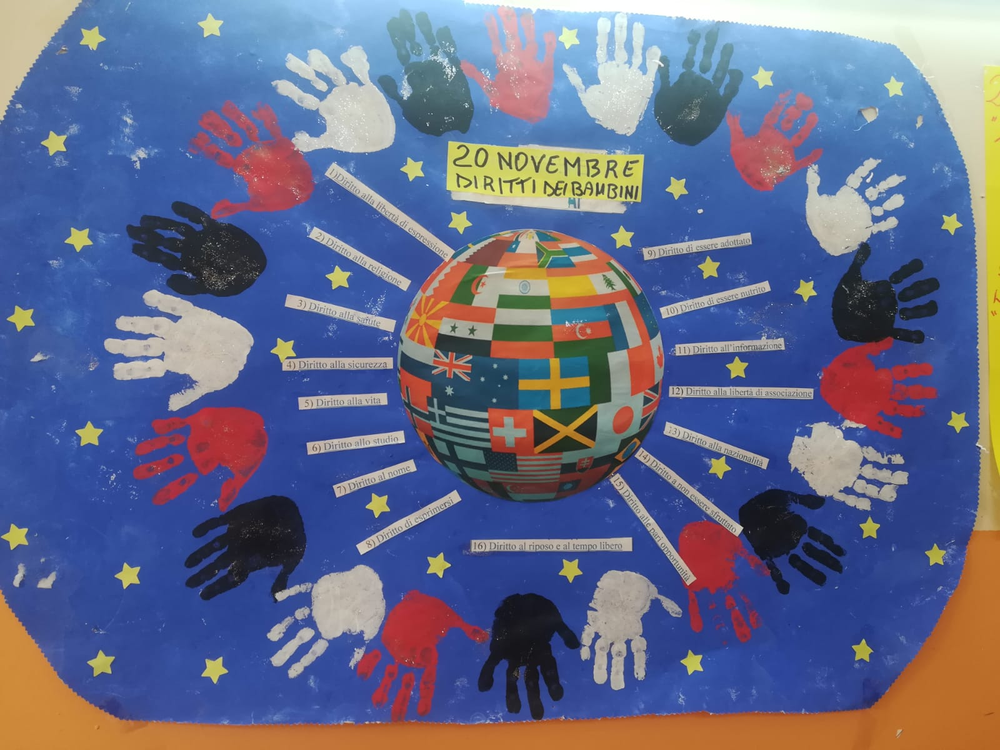 20 NOVEMBRE
DIRITTI DEI BAMBINI
1)Diritto alla libertà di espressione
2) Diritto alla religione
3) Diritto alla salute
4) Diritto alla sicurezza
5) Diritto alla vita
6) Diritto allo studio
7) Diritto al nome
8) Diritto di esprimersi
9) Diritto di essere adottato
10) Diritto di essere nutrito
11) Diritto all'informazione
12) Diritto alla libertà di associazione
13) Diritto alla nazionalità
14) Diritto a non essere sfruttato
15) Diritto alle pari opportunità
16) Diritto al riposo e al tempo libero